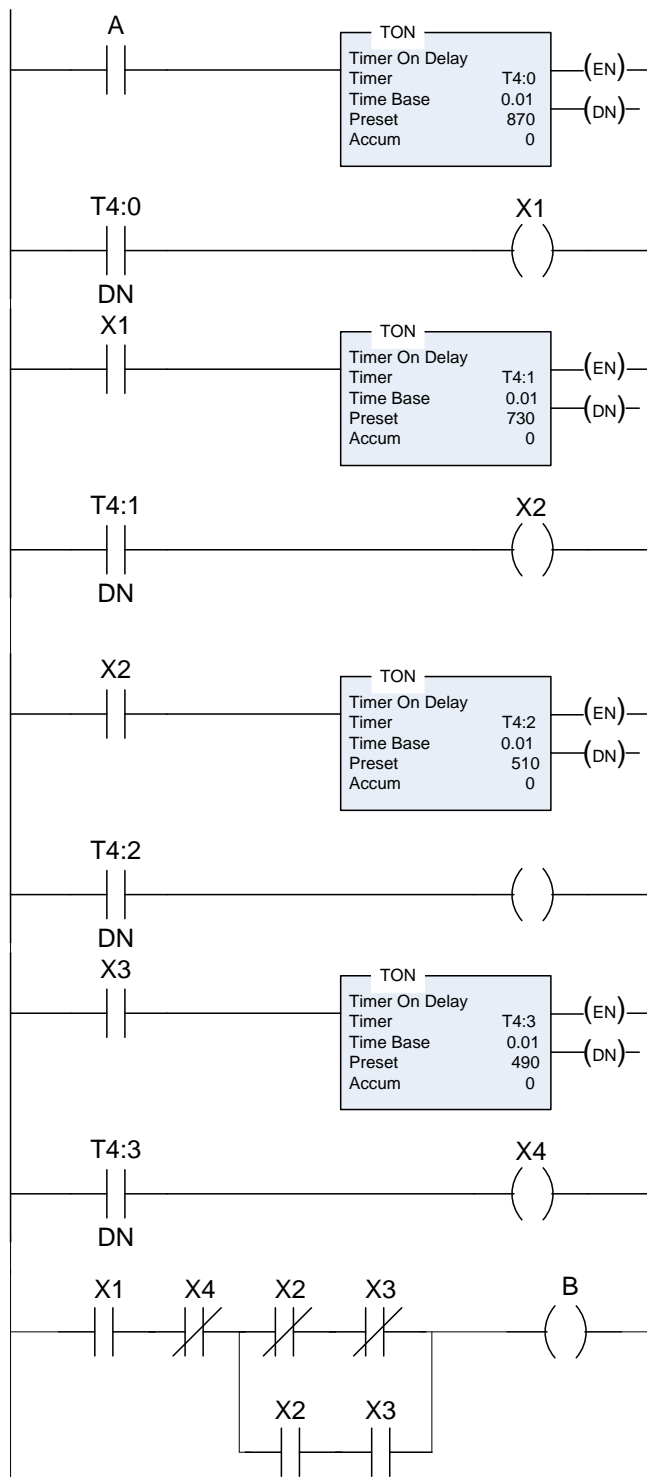 A
TON
Timer On Delay
Timer T4:0
Time Base 0.01
Preset 870
Accum 0
(EN)
(DN)
T4:0
X1
DN
X1
TON
Timer On Delay
Timer T4:1
Time Base 0.01
Preset 730
Accum 0
(EN)
(DN)
T4:1
X2
DN
X2
TON
Timer On Delay
Timer T4:2
Time Base 0.01
Preset 510
Accum 0
(EN)
(DN)
T4:2
DN
X3
TON
Timer On Delay
Timer T4:3
Time Base 0.01
Preset 490
Accum 0
(EN)
(DN)
T4:3
X4
DN
X1 X4 X2 X3 B
X2 X3